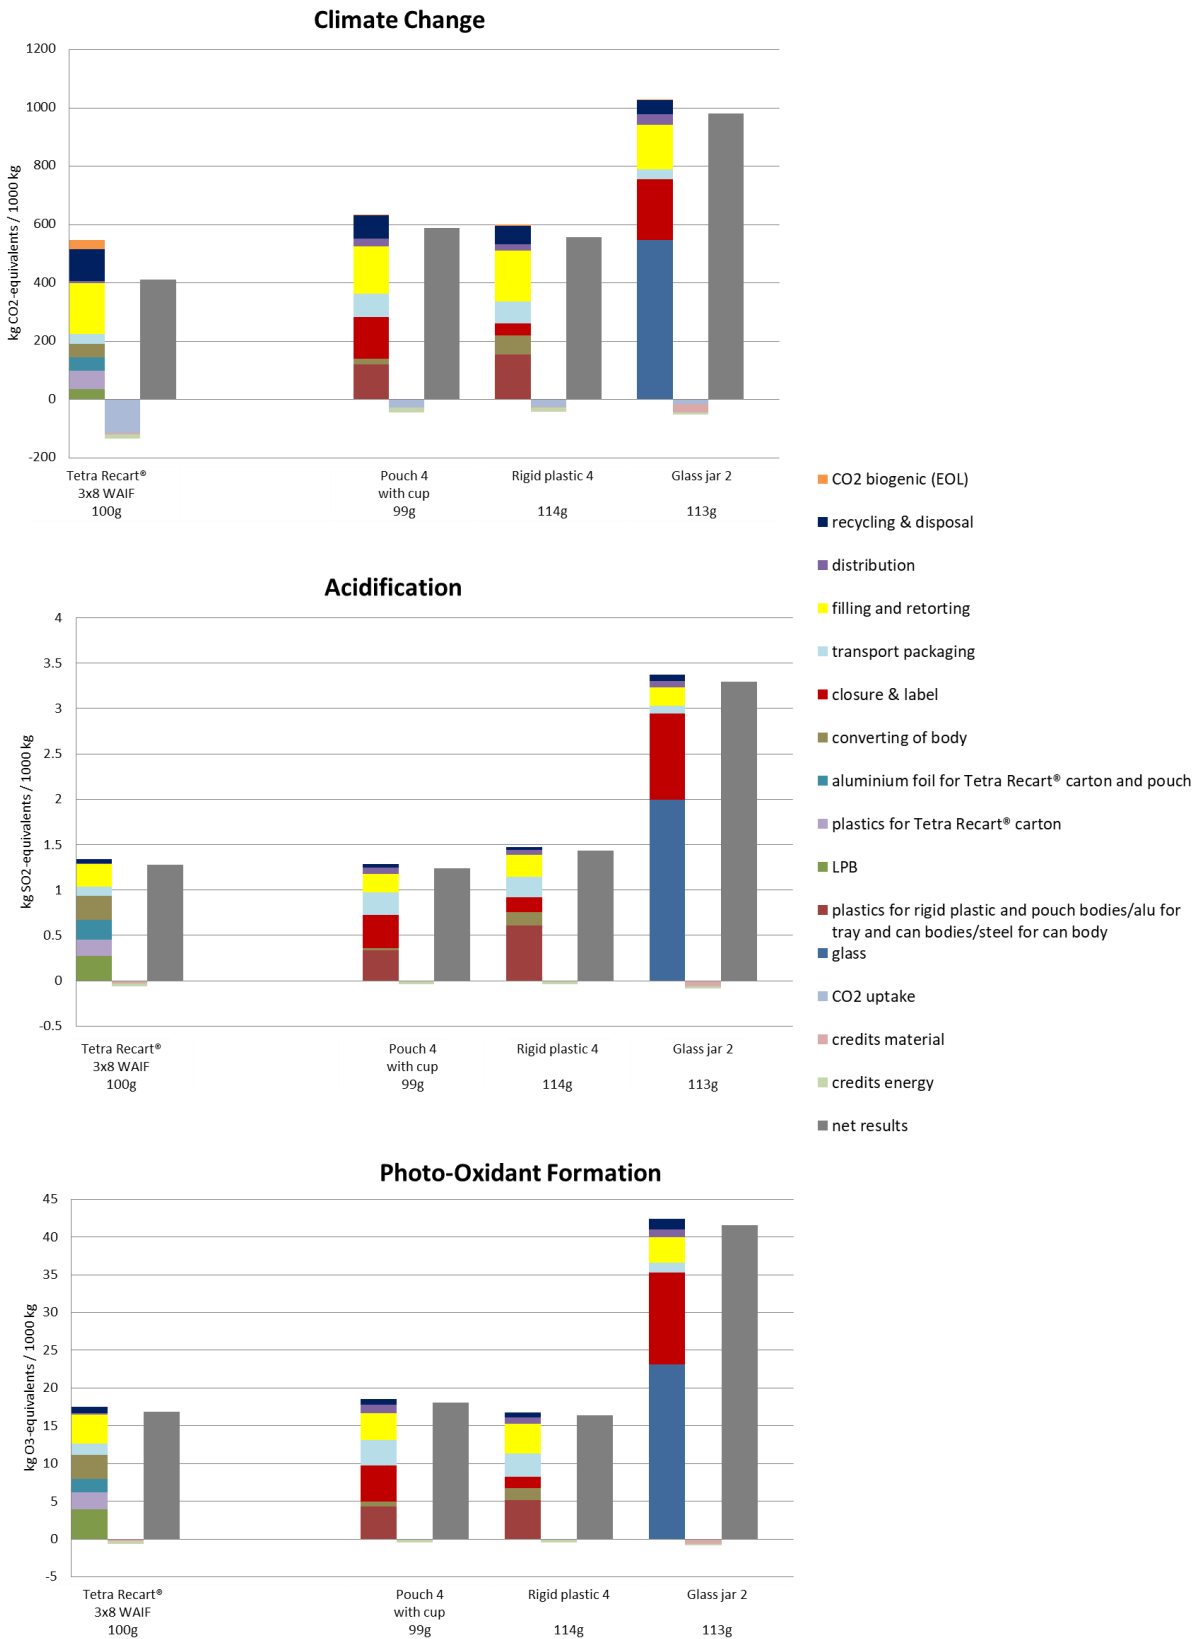 Climate Change
kg CO2-equivalents / 1000 kg
1200
1000
800
600
400
200
0
-200
Tetra Recart®
3x8 WAIF
100g
Pouch 4
with cup
99g
Rigid plastic 4
114g
Glass jar 2
113g
CO2 biogenic (EOL)
recycling & disposal
distribution
filling and retorting
transport packaging
closure & label
converting of body
aluminium foil for Tetra Recart® carton and pouch
plastics for Tetra Recart® carton
LPB
plastics for rigid plastic and pouch bodies/alu for
tray and can bodies/steel for can body
glass
CO2 uptake
credits material
credits energy
net results
Acidification
kg SO2-equivalents / 1000 kg
4
3.5
3
2.5
2
1.5
1
0.5
0
-0.5
Tetra Recart®
3x8 WAIF
100g
Pouch 4
with cup
99g
Rigid plastic 4
114g
Glass jar 2
113g
Photo-Oxidant Formation
kg O3-equivalents / 1000 kg
45
40
35
30
25
20
15
10
5
0
-5
Tetra Recart®
3x8 WAIF
100g
Pouch 4
with cup
99g
Rigid plastic 4
114g
Glass jar 2
113g